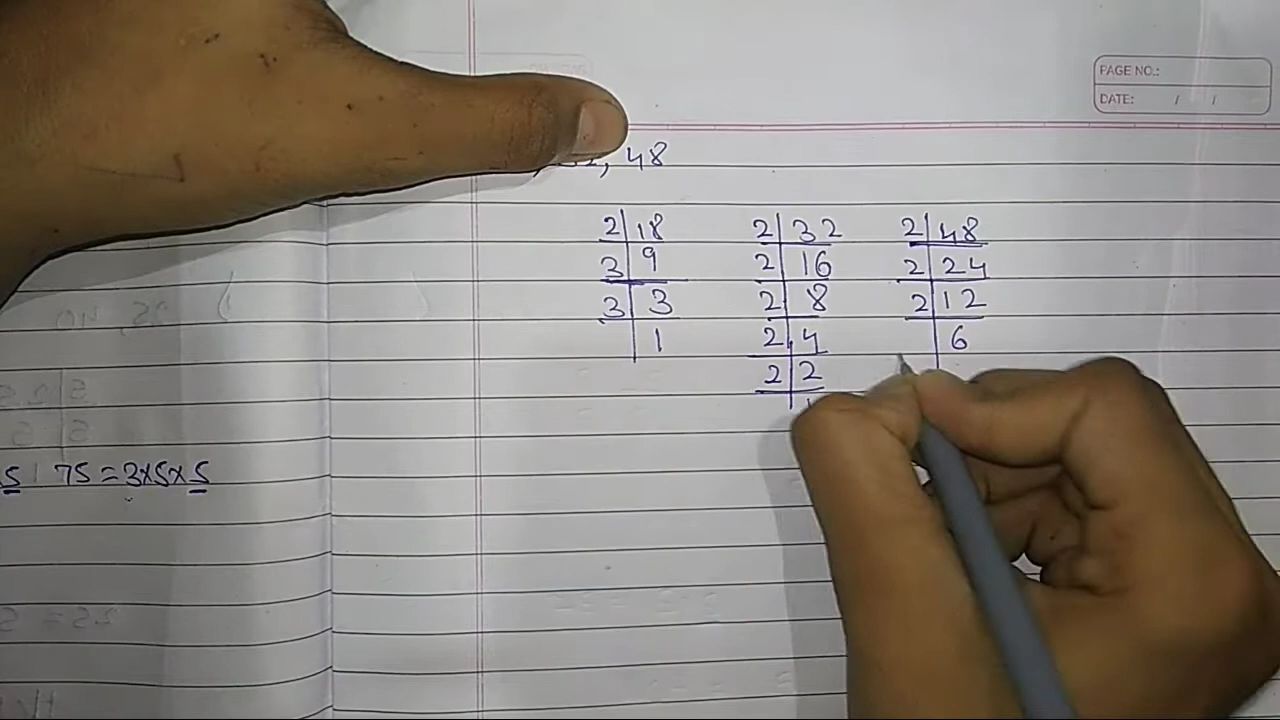 PAGE NO.:
DATE: / /
, 48
2 18 2 32 2 48
3 9 2 16 2 24
3 3 2 8 2 12
1 2 4 6
2 2
75 = 3x5x5